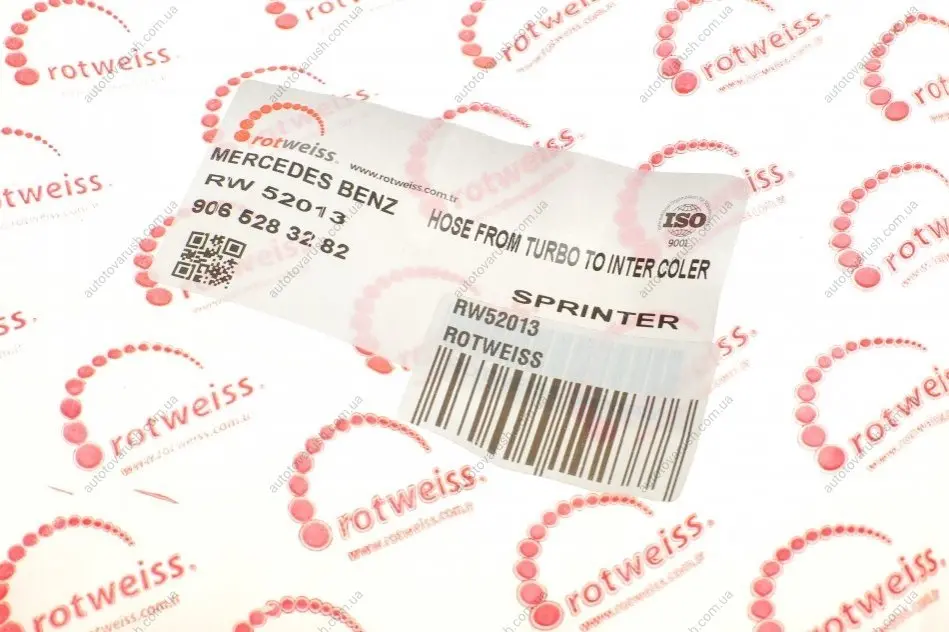 rotweiss.
www.rotweiss.com.tr
MERCEDES BENZ
RW 52013
906 528 32 82
HOSE FROM TURBO TO INTER COLER
SPRINTER
ISO
9001
RW52013
ROTWEISS
rotweiss.
rotweiss.
rotweiss.
rotweiss.
rotweiss.
rotweiss.
rotweiss.
rotweiss.
autotovarush.com.ua